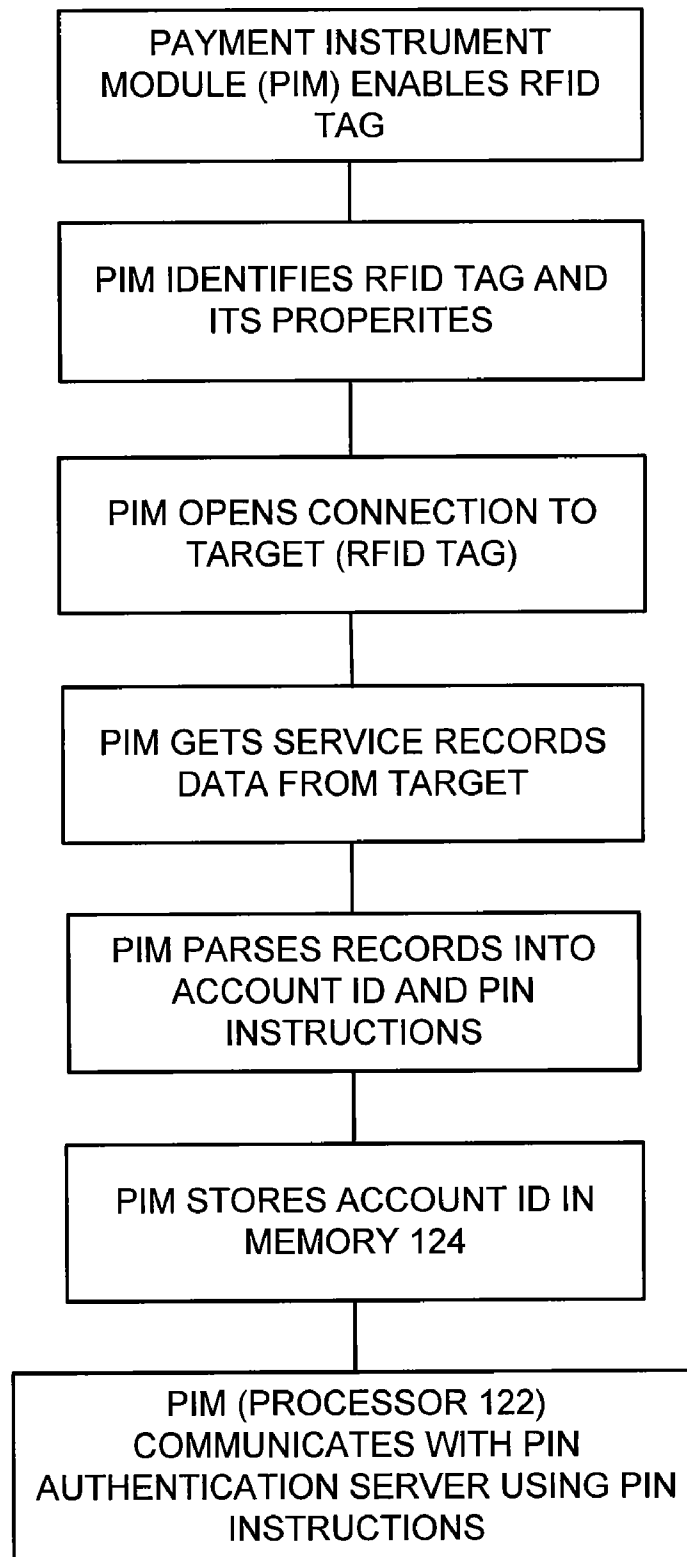 PAYMENT INSTRUMENT
MODULE (PIM) ENABLES RFID
TAG
PIM IDENTIFIES RFID TAG AND
ITS PROPERITES
PIM OPENS CONNECTION TO
TARGET (RFID TAG)
PIM GETS SERVICE RECORDS
DATA FROM TARGET
PIM PARSES RECORDS INTO
ACCOUNT ID AND PIN
INSTRUCTIONS
PIM STORES ACCOUNT ID IN
MEMORY 124
PIM (PROCESSOR 122)
COMMUNICATES WITH PIN
AUTHENTICATION SERVER USING PIN
INSTRUCTIONS